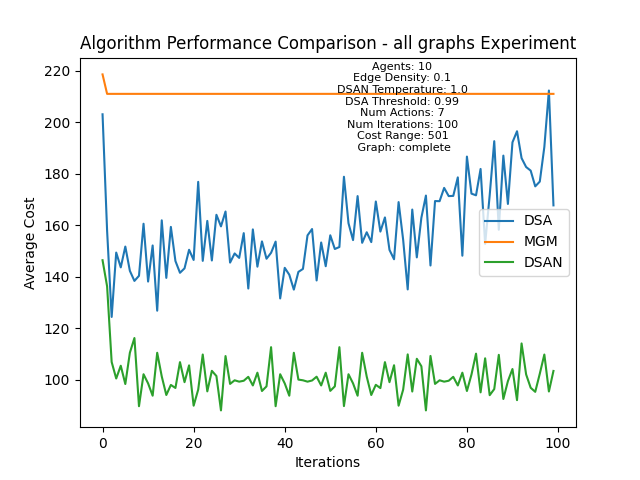 Algorithm Performance Comparison - all graphs Experiment
Agents: 10
Edge Density: 0.1
DSAN Temperature: 1.0
DSA Threshold: 0.99
Num Actions: 7
Num Iterations: 100
Cost Range: 501
Graph: complete
220
200
180
160
140
120
100
Average Cost
DSA
MGM
DSAN
0
20
40
60
80
100
Iterations